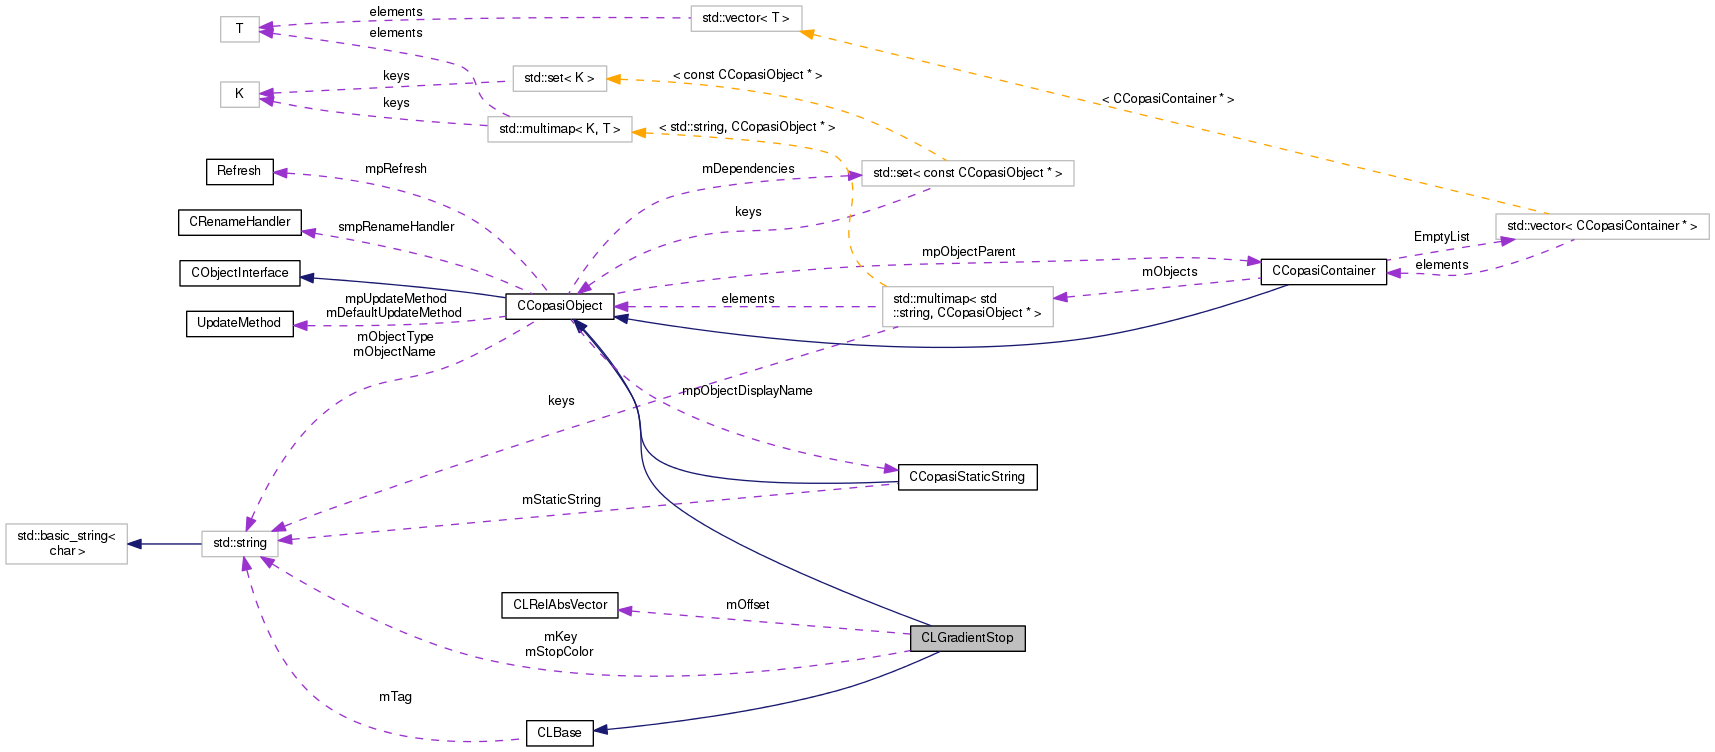 elements
std::vector< T >
T
elements
keys
std::set< K >
< const CCopasiObject * >
K
keys
< CCopasiContainer * >
std::multimap< K, T >
< std::string, CCopasiObject * >
Refresh
mpRefresh
mDependencies
std::set< const CCopasiObject * >
keys
CRenameHandler
smpRenameHandler
std::vector< CCopasiContainer * >
EmptyList
mpObjectParent
elements
CObjectInterface
mObjects
CCopasiContainer
mpUpdateMethod
mDefaultUpdateMethod
CCopasiObject
elements
std::multimap< std
::string, CCopasiObject * >
UpdateMethod
mObjectType
mObjectName
mpObjectDisplayName
keys
CCopasiStaticString
mStaticString
std::basic_string<
char >
std::string
CLRelAbsVector
mOffset
CLGradientStop
mKey
mStopColor
mTag
CLBase